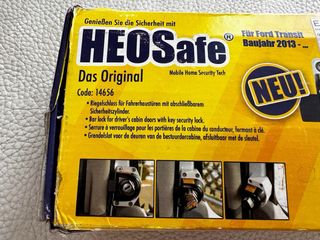 Genießen Sie die Sicherheit mit
HEOSafe®
Für Ford Transit
Baujahr 2013 - ...
Das Original
Mobile Home Security Tech
NEU!
Code: 14656
• Riegelschloss für Fahrerhaustüren mit abschließbarem
Sicherheitszylinder.
• Bar lock for driver's cabin doors with key security lock.
• Serrure à verrouillage pour les portières de la cabine du conducteur, fermant à clé.
• Grendelslot voor de deuren van de bestuurdercabine, afsluitbaar met de sleutel.